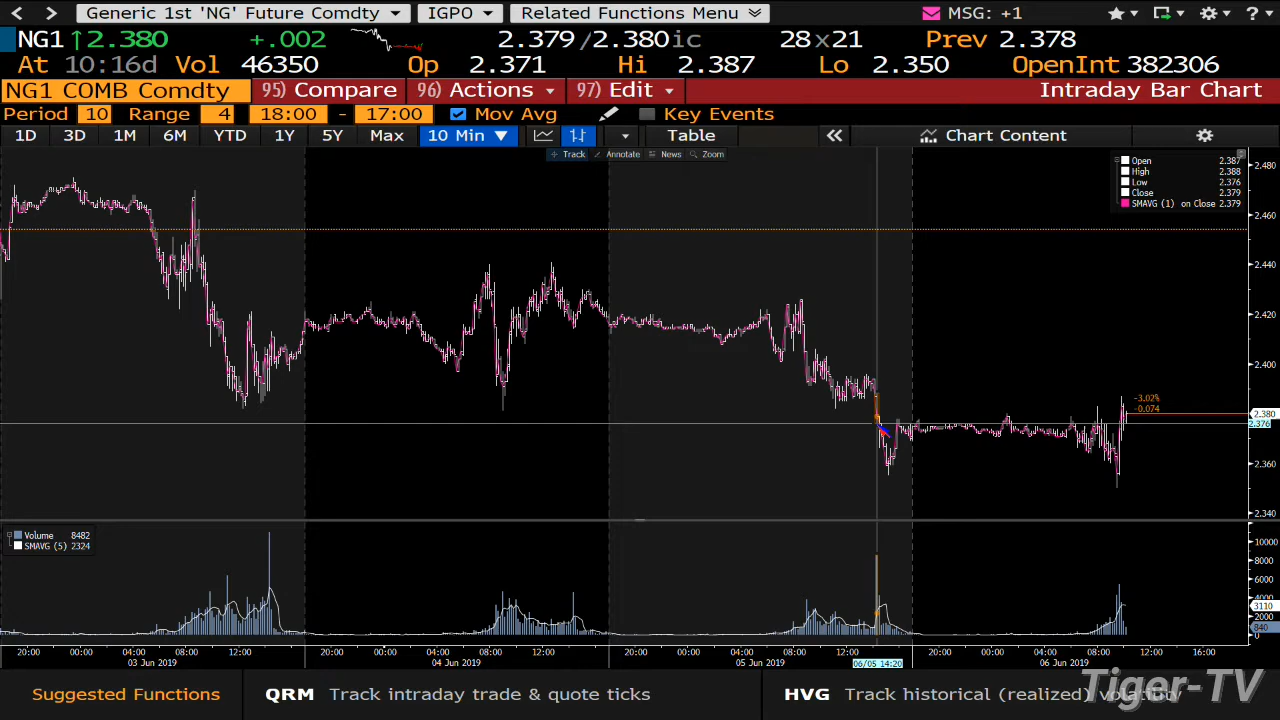 Generic 1st 'NG' Future Comdty IGPO Related Functions Menu MSG: +1 ?
NG1 ↑2.380 +.002 2.379/2.380ic 28x21 Prev 2.378
At 10:16d Vol 46350 Op 2.371 Hi 2.387 Lo 2.350 OpenInt 382306
NG1 COMB Comdty 95) Compare 96) Actions 97) Edit Intraday Bar Chart
Period 10 Range 4 18:00 - 17:00 Mov Avg Key Events
1D 3D 1M 6M YTD 1Y 5Y Max 10 Min ▼ Table « Chart Content
Track Annotate News Zoom
Open 2.387
High 2.388
Low 2.376
Close 2.379
SMAVG (1) on Close 2.379
2.480
2.460
2.440
2.420
2.400
-3.02%
-0.074
2.380
2.376
2.360
2.340
Volume 8482
SMAVG (5) 2324
10000
8000
6000
4000
3110
2000
840
0
20:00 00:00 04:00 08:00 12:00 20:00 00:00 04:00 08:00 12:00 20:00 00:00 04:00 08:00 12:00 20:00 00:00 04:00 08:00 12:00 16:00
03 Jun 2019 04 Jun 2019 05 Jun 2019 06/05 14:20 06 Jun 2019
Suggested Functions QRM Track intraday trade & quote ticks HVG Track historical (realized) volatility
Tiger-TV